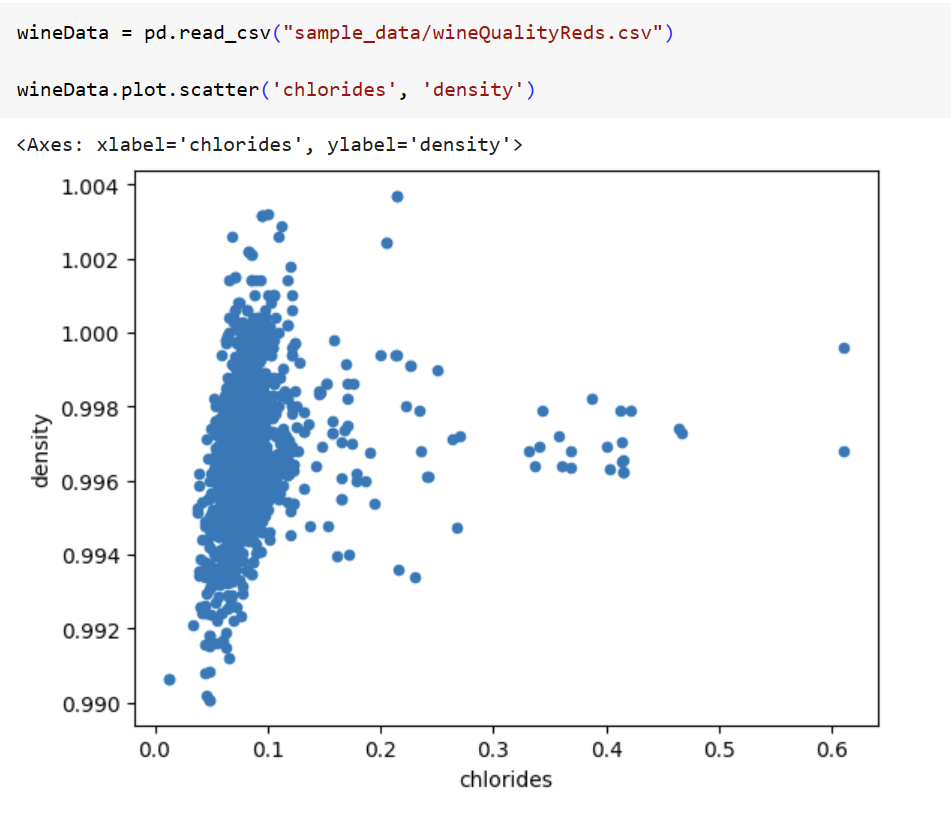 wineData = pd.read_csv("sample_data/wineQualityReds.csv")
wineData.plot.scatter('chlorides', 'density')
<Axes: xlabel='chlorides', ylabel='density'>
1.004
1.002
1.000
0.998
0.996
0.994
0.992
0.990
density
0.0 0.1 0.2 0.3 0.4 0.5 0.6
chlorides